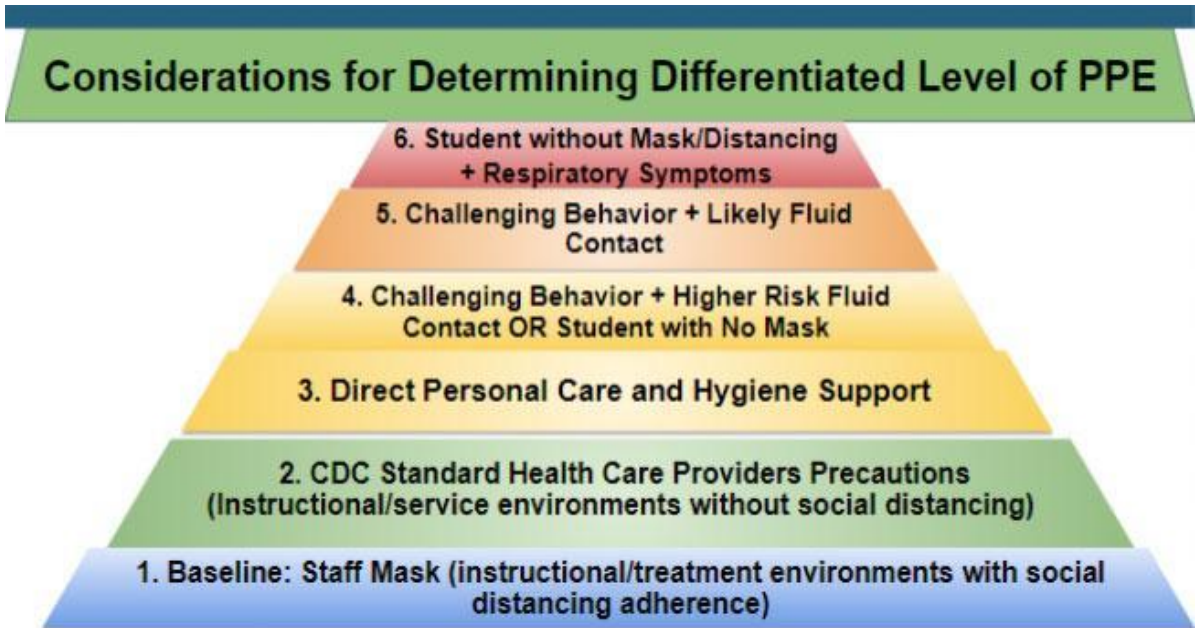 Considerations for Determining Differentiated Level of PPE
6. Student without Mask/Distancing
+ Respiratory Symptoms
5. Challenging Behavior + Likely Fluid
Contact
4. Challenging Behavior + Higher Risk Fluid
Contact OR Student with No Mask
3. Direct Personal Care and Hygiene Support
2. CDC Standard Health Care Providers Precautions
(Instructional/service environments without social distancing)
1. Baseline: Staff Mask (instructional/treatment environments with social
distancing adherence)